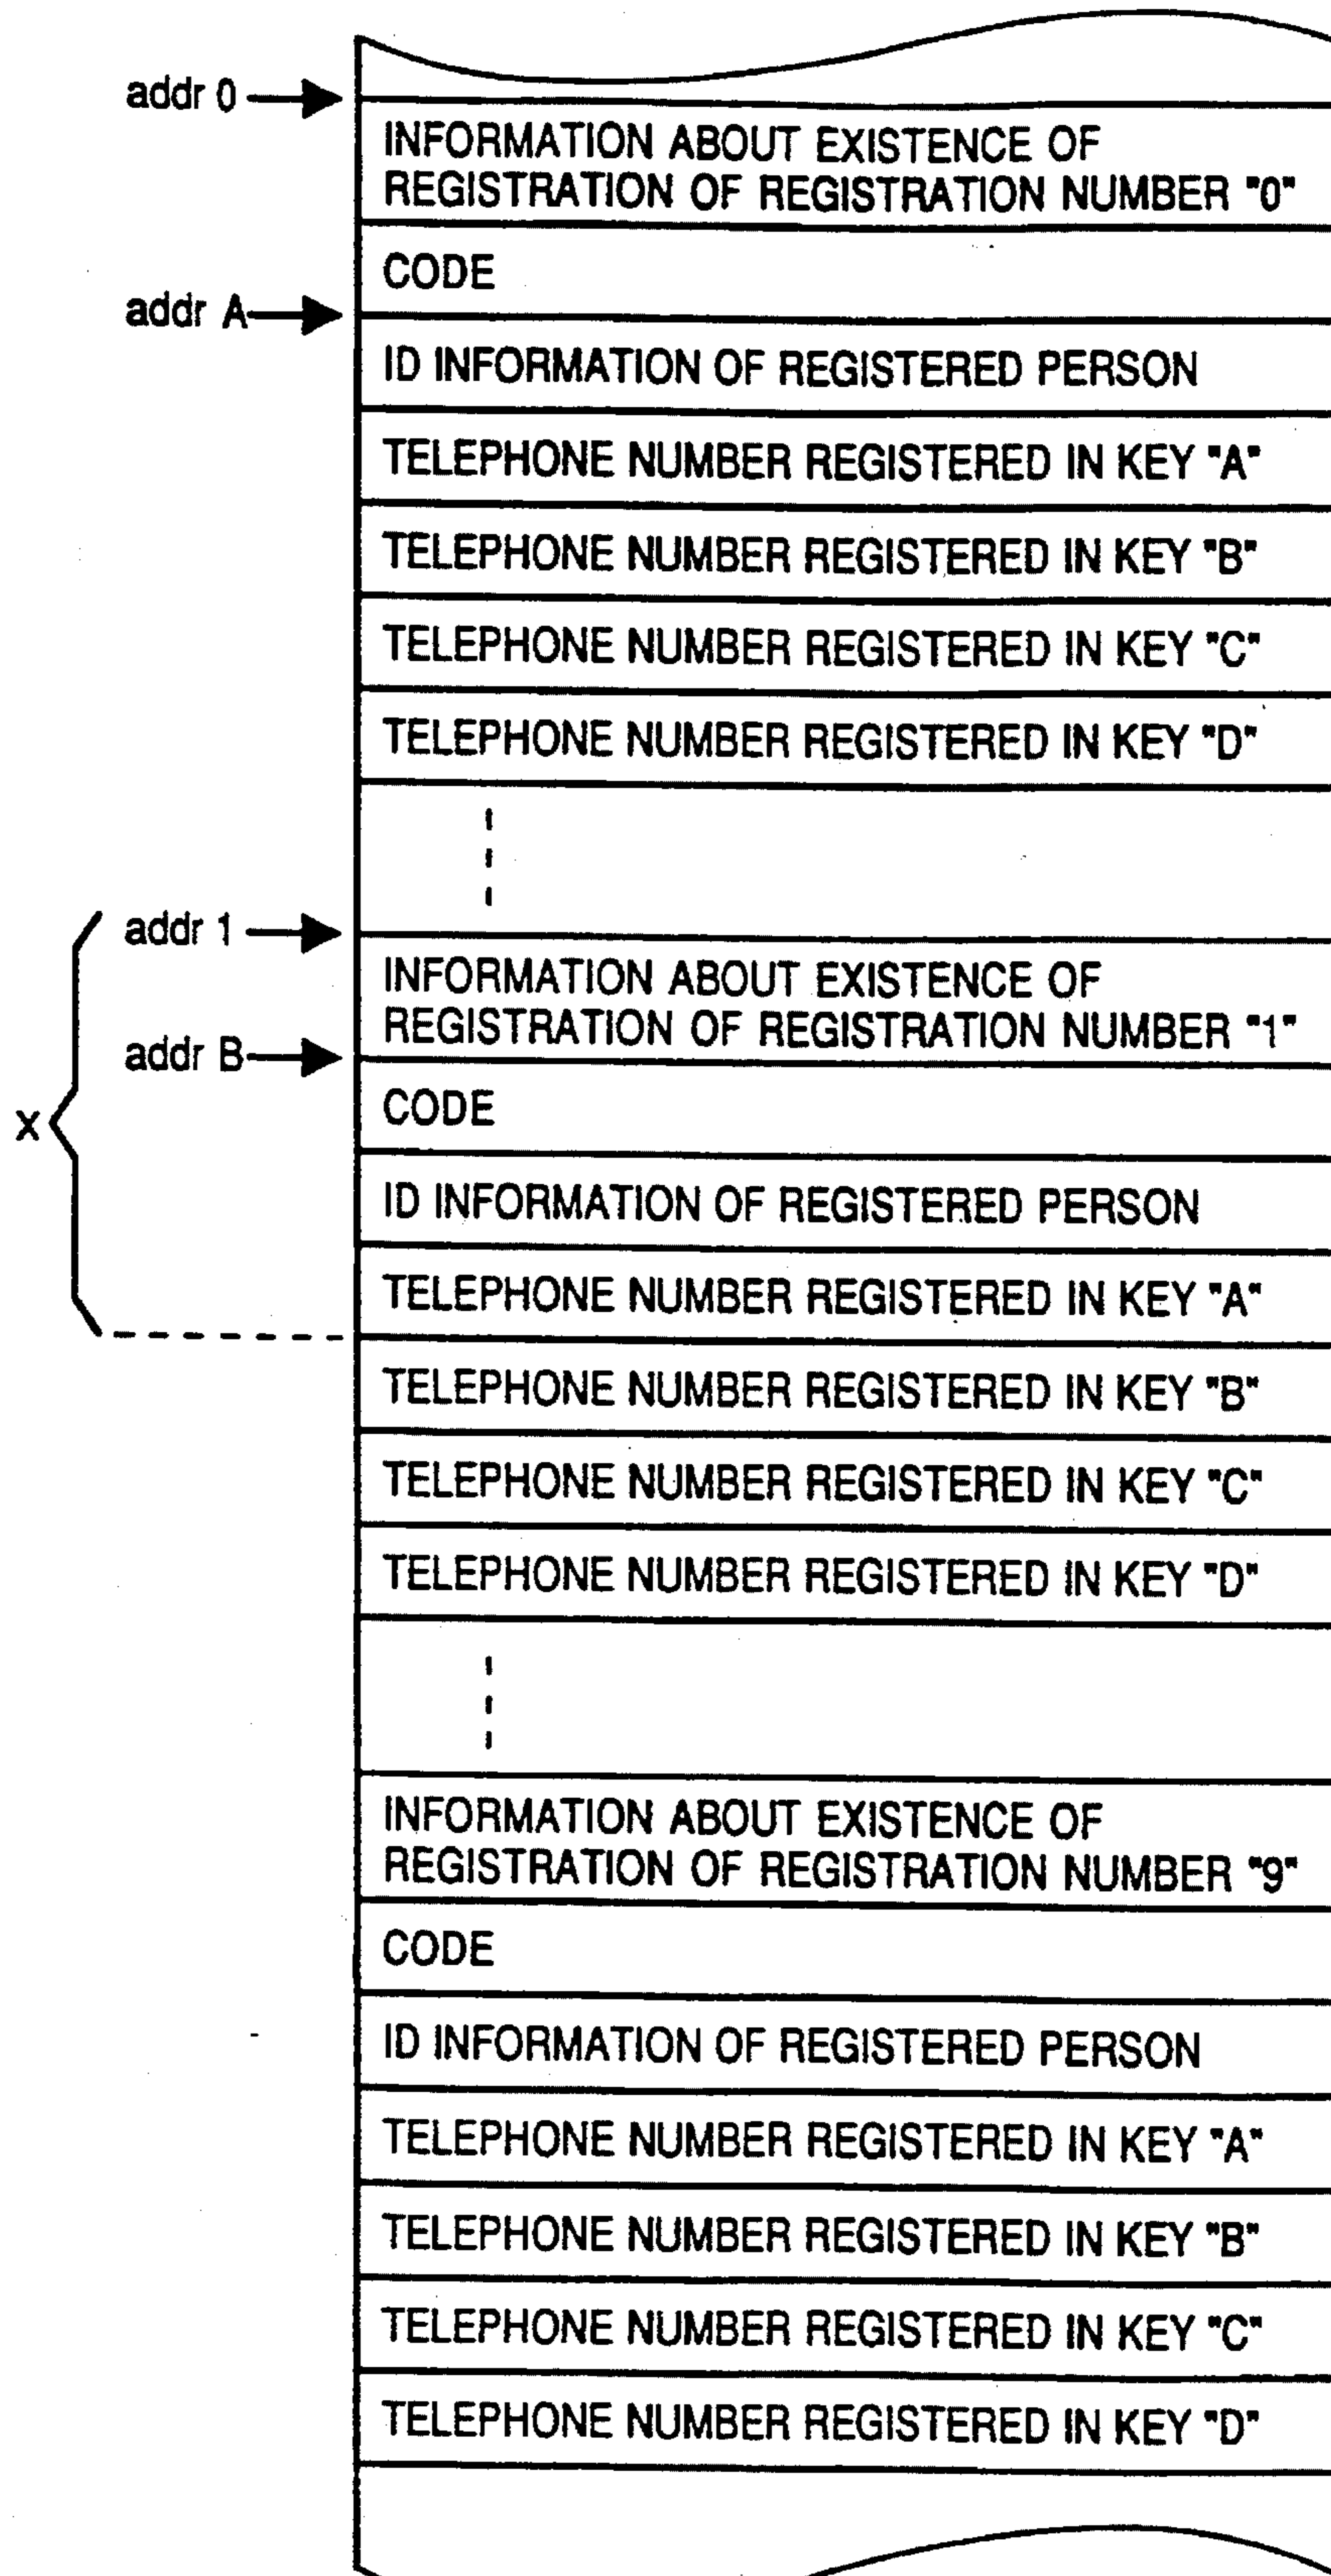 addr 0
INFORMATION ABOUT EXISTENCE OF
REGISTRATION OF REGISTRATION NUMBER "0"
CODE
addr A
ID INFORMATION OF REGISTERED PERSON
TELEPHONE NUMBER REGISTERED IN KEY "A"
TELEPHONE NUMBER REGISTERED IN KEY "B"
TELEPHONE NUMBER REGISTERED IN KEY "C"
TELEPHONE NUMBER REGISTERED IN KEY "D"
addr 1
INFORMATION ABOUT EXISTENCE OF
REGISTRATION OF REGISTRATION NUMBER "1"
addr B
CODE
X
ID INFORMATION OF REGISTERED PERSON
TELEPHONE NUMBER REGISTERED IN KEY "A"
TELEPHONE NUMBER REGISTERED IN KEY "B"
TELEPHONE NUMBER REGISTERED IN KEY "C"
TELEPHONE NUMBER REGISTERED IN KEY "D"
INFORMATION ABOUT EXISTENCE OF
REGISTRATION OF REGISTRATION NUMBER "9"
CODE
ID INFORMATION OF REGISTERED PERSON
TELEPHONE NUMBER REGISTERED IN KEY "A"
TELEPHONE NUMBER REGISTERED IN KEY "B"
TELEPHONE NUMBER REGISTERED IN KEY "C"
TELEPHONE NUMBER REGISTERED IN KEY "D"